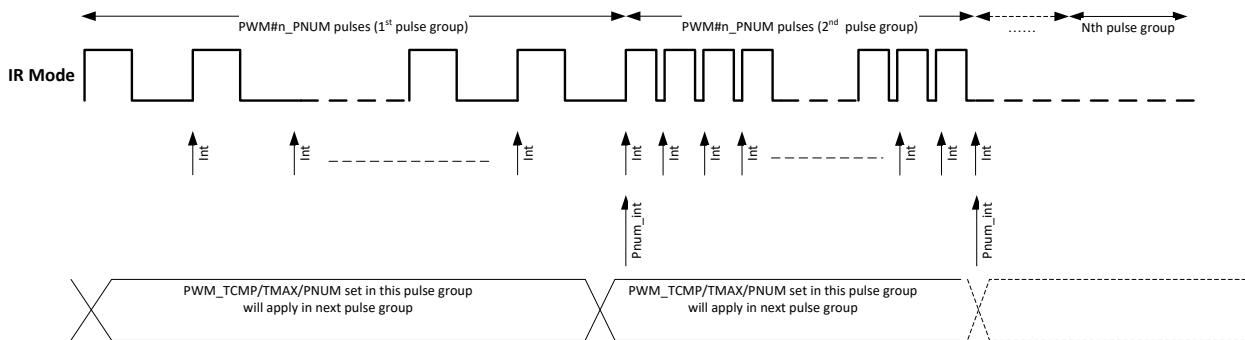 PWM#n_PNUM pulses (1st pulse group)
PWM#n_PNUM pulses (2nd pulse group)
......
Nth pulse group
IR Mode
Int
Int
Int
Int
Int
Int
Int
Int
Int
Int
Pnum_int
Pnum_int
PWM_TCMP/TMAX/PNUM set in this pulse group
will apply in next pulse group
PWM_TCMP/TMAX/PNUM set in this pulse group
will apply in next pulse group